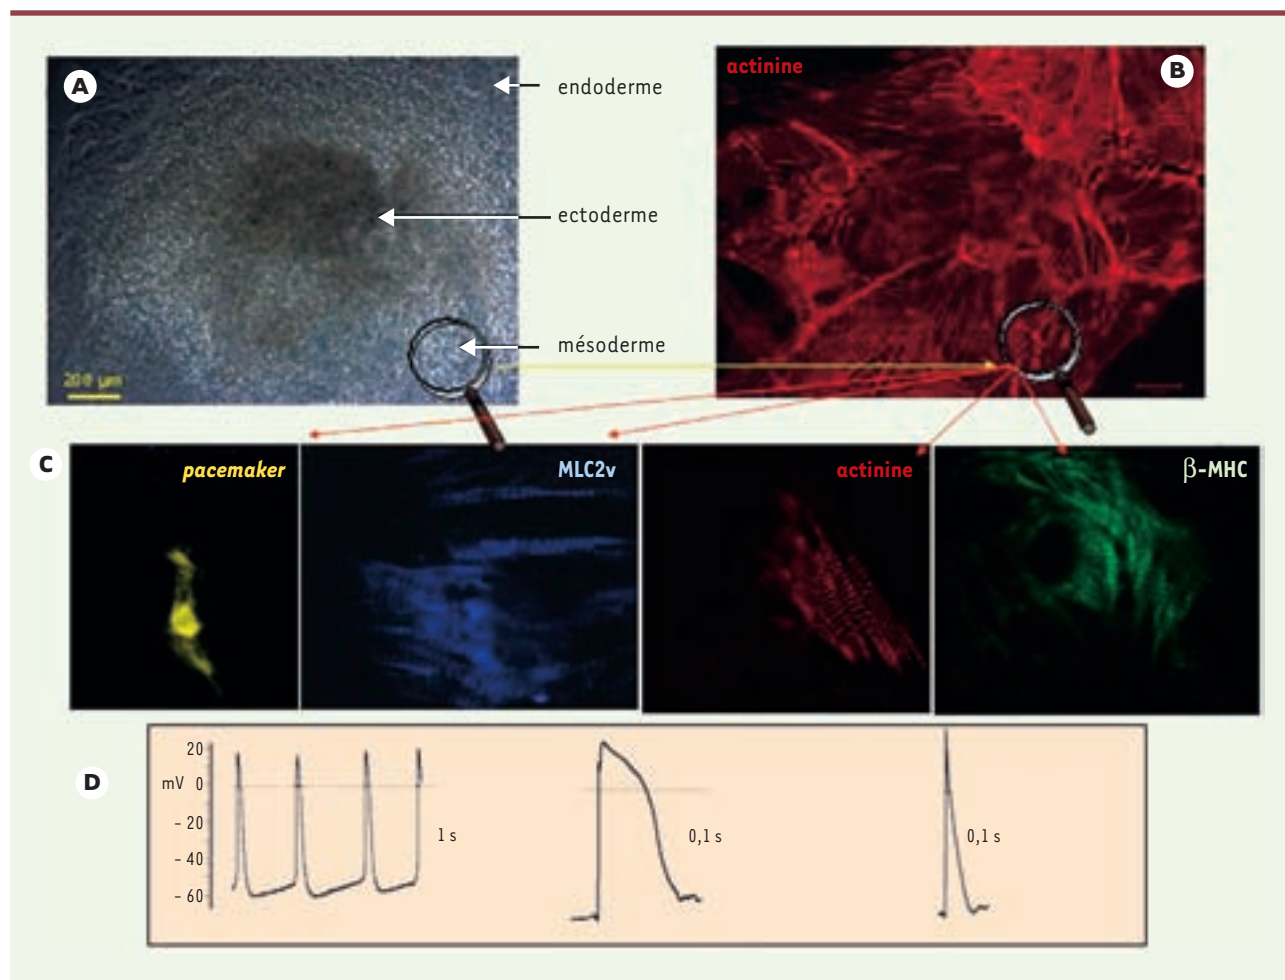 A
endoderme
ectoderme
mésoderme
200 µm
actinine
B
C
pacemaker
MLC2v
actinine
β-MHC
D
20
mV 0
- 20
- 40
- 60
1 s
0,1 s
0,1 s